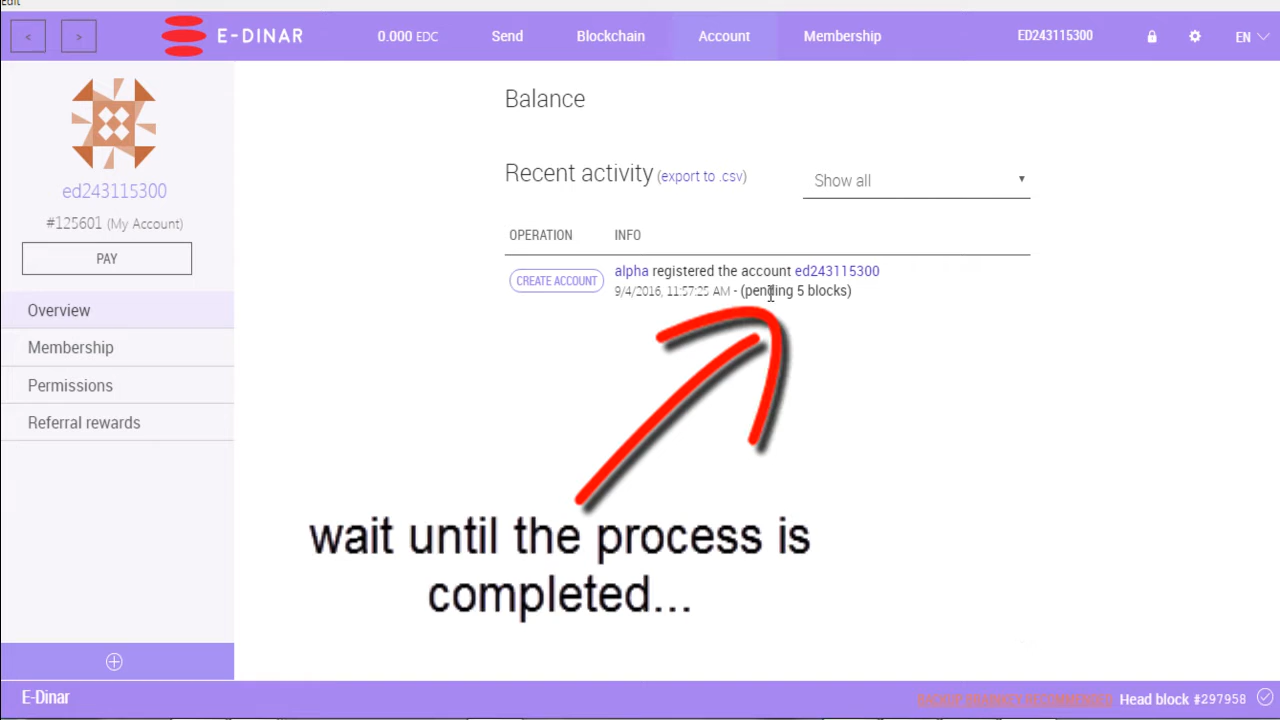 Edit
< > E-DINAR 0.000 EDC Send Blockchain Account Membership ED243115300 EN
Balance
Recent activity (export to .csv) Show all
ed243115300
#125601 (My Account)
PAY
Overview
Membership
Permissions
Referral rewards
OPERATION INFO
CREATE ACCOUNT alpha registered the account ed243115300
9/4/2016, 11:57:25 AM - (pending 5 blocks)
wait until the process is
completed...
E-Dinar BACKUP BRAINKEY RECOMMENDED Head block #297958